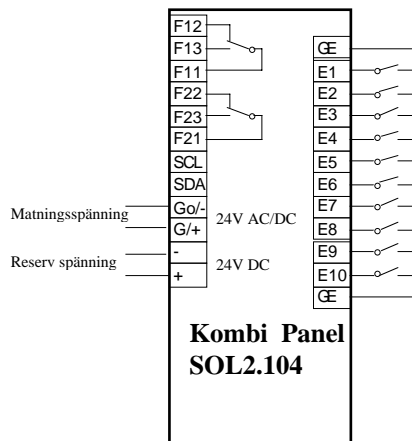 F12
F13
F11
F22
F23
F21
SCL
SDA
Matningsspänning
Go/-
G/+
24V AC/DC
Reserv spänning
-
+
24V DC
GE
E1
E2
E3
E4
E5
E6
E7
E8
E9
E10
GE
Kombi Panel
SOL2.104